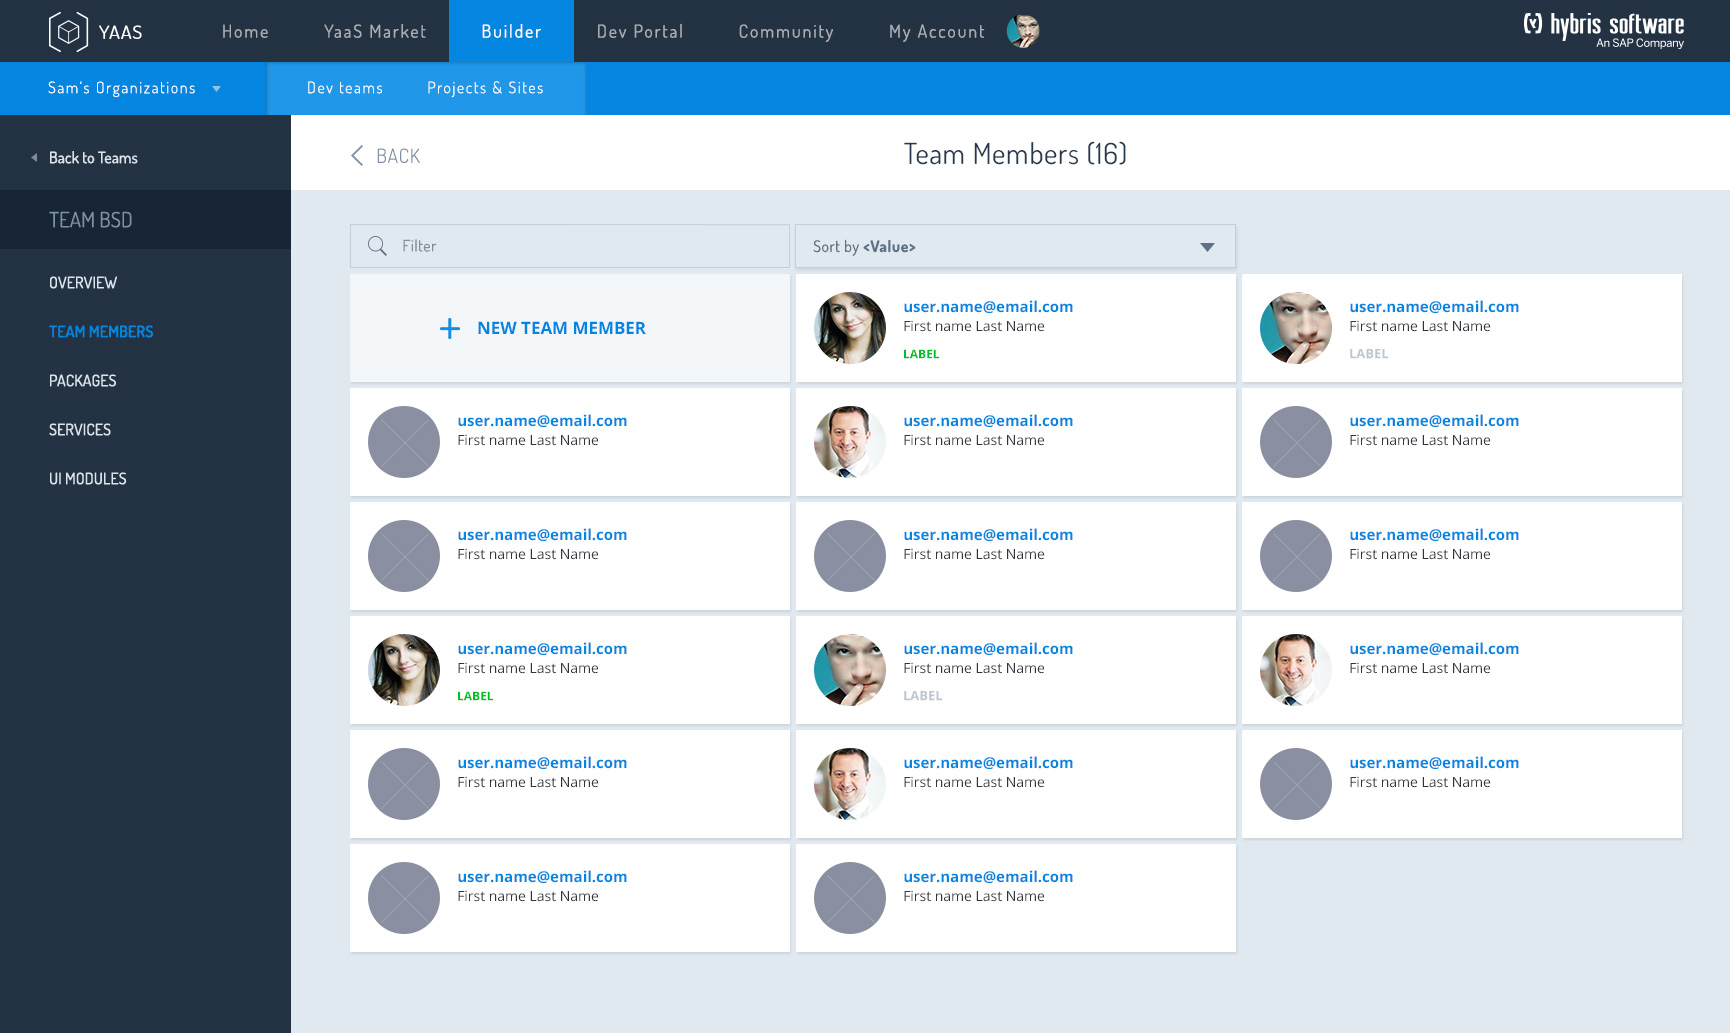 YAAS
Home
YaaS Market
Builder
Dev Portal
Community
My Account
hybris software
An SAP Company
Sam's Organizations
Dev teams
Projects & Sites
Back to Teams
TEAM BSD
OVERVIEW
TEAM MEMBERS
PACKAGES
SERVICES
UI MODULES
BACK
Team Members (16)
Filter
Sort by <Value>
NEW TEAM MEMBER
user.name@email.com
First name Last Name
LABEL
user.name@email.com
First name Last Name
LABEL
user.name@email.com
First name Last Name
user.name@email.com
First name Last Name
user.name@email.com
First name Last Name
user.name@email.com
First name Last Name
user.name@email.com
First name Last Name
user.name@email.com
First name Last Name
user.name@email.com
First name Last Name
LABEL
user.name@email.com
First name Last Name
LABEL
user.name@email.com
First name Last Name
user.name@email.com
First name Last Name
user.name@email.com
First name Last Name
user.name@email.com
First name Last Name
user.name@email.com
First name Last Name
user.name@email.com
First name Last Name